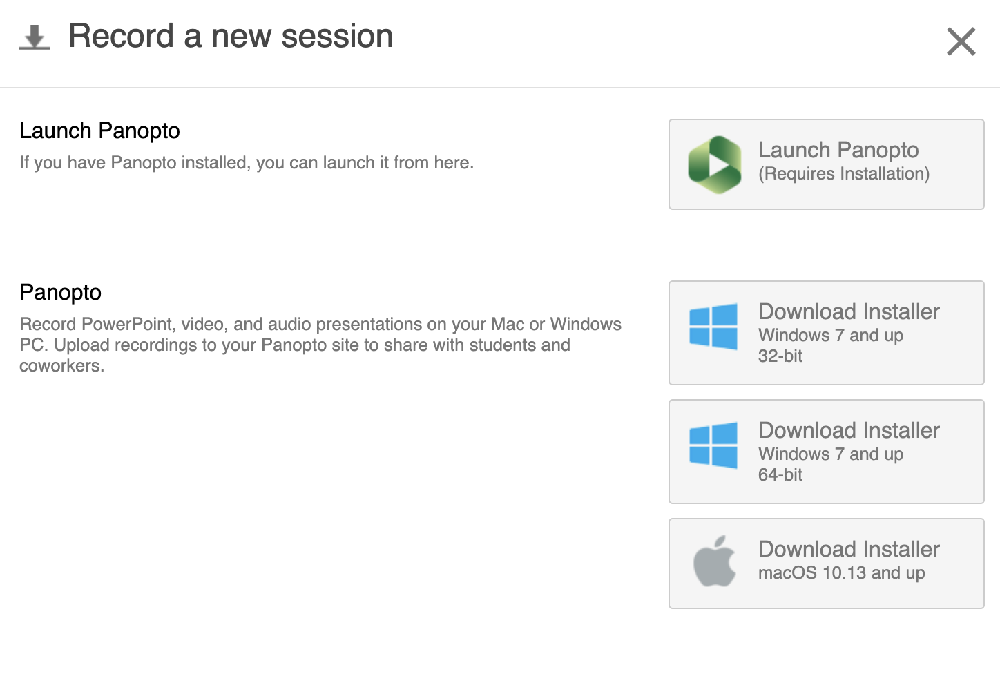 Record a new session
Launch Panopto
If you have Panopto installed, you can launch it from here.
Launch Panopto
(Requires Installation)
Panopto
Record PowerPoint, video, and audio presentations on your Mac or Windows
PC. Upload recordings to your Panopto site to share with students and
coworkers.
Download Installer
Windows 7 and up
32-bit
Download Installer
Windows 7 and up
64-bit
Download Installer
macOS 10.13 and up